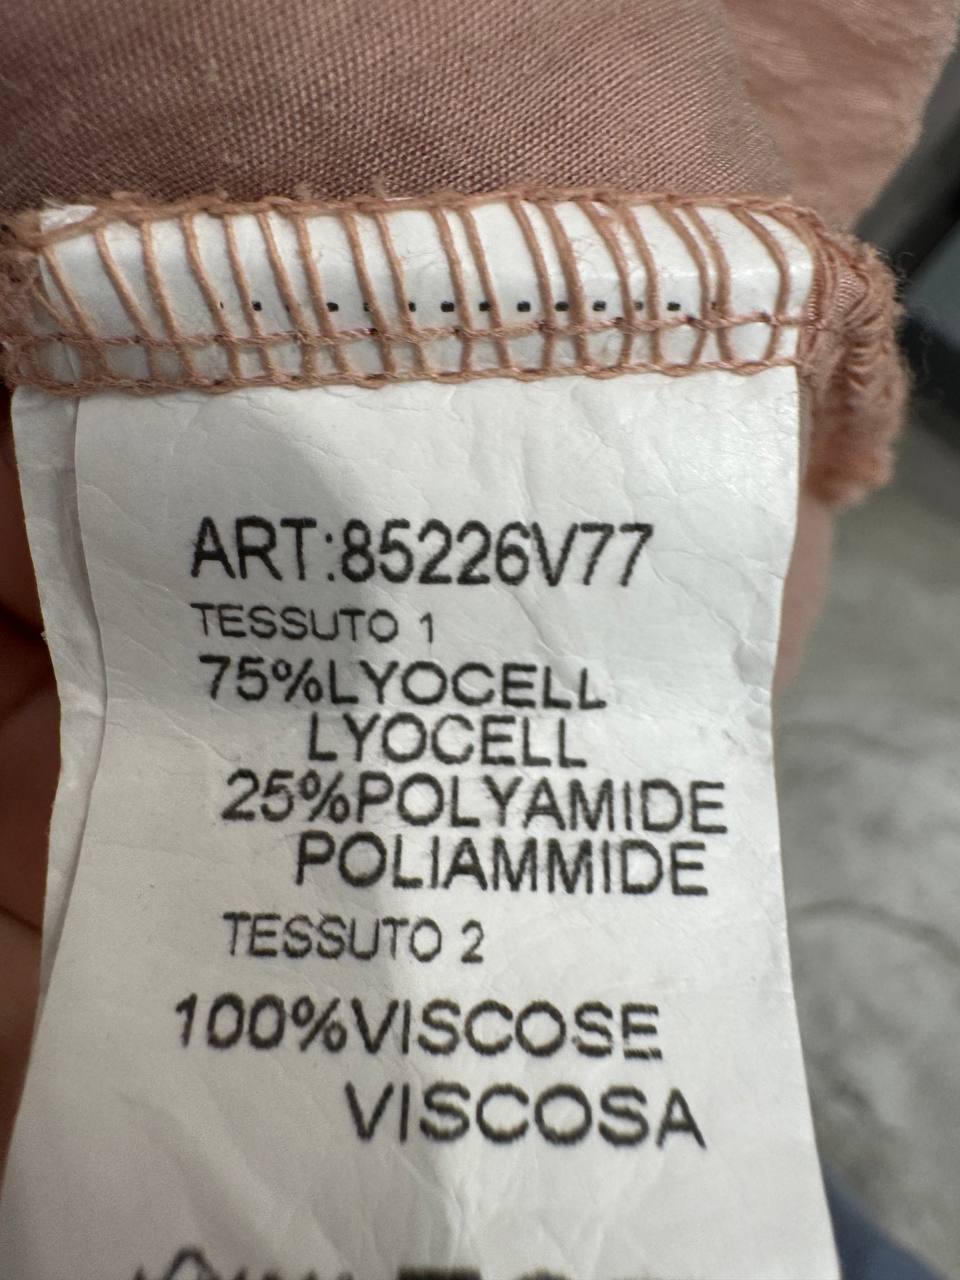 ART:85226V77
TESSUTO 1
75%LYOCELL
LYOCELL
25%POLYAMIDE
POLIAMMIDE
TESSUTO 2
100%VISCOSE
VISCOSA